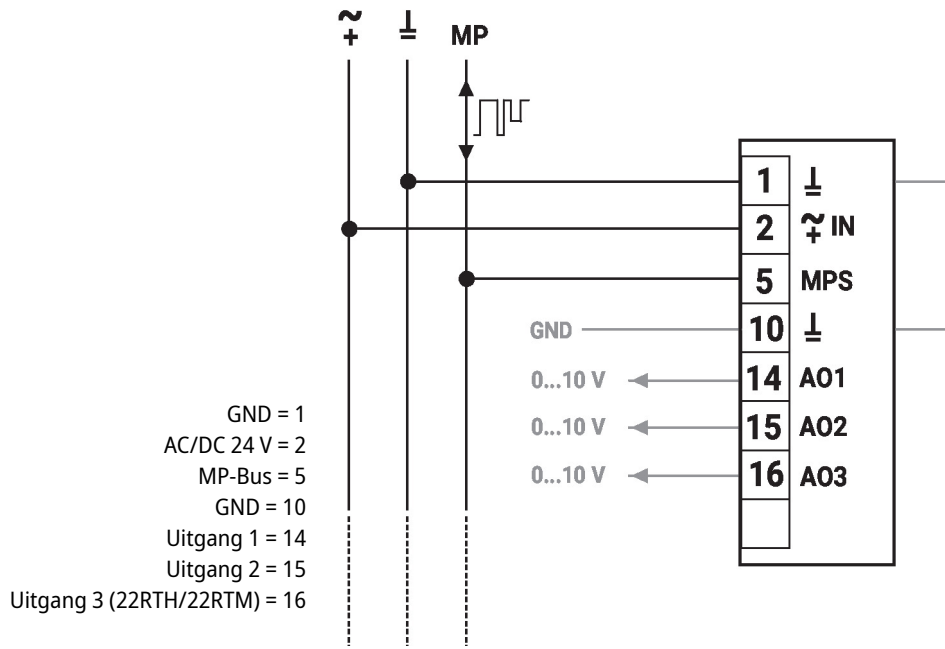 MP
1
2 IN
5 MPS
GND 10
0...10 V 14 AO1
0...10 V 15 AO2
0...10 V 16 AO3
GND = 1
AC/DC 24 V = 2
MP-Bus = 5
GND = 10
Uitgang 1 = 14
Uitgang 2 = 15
Uitgang 3 (22RTH/22RTM) = 16